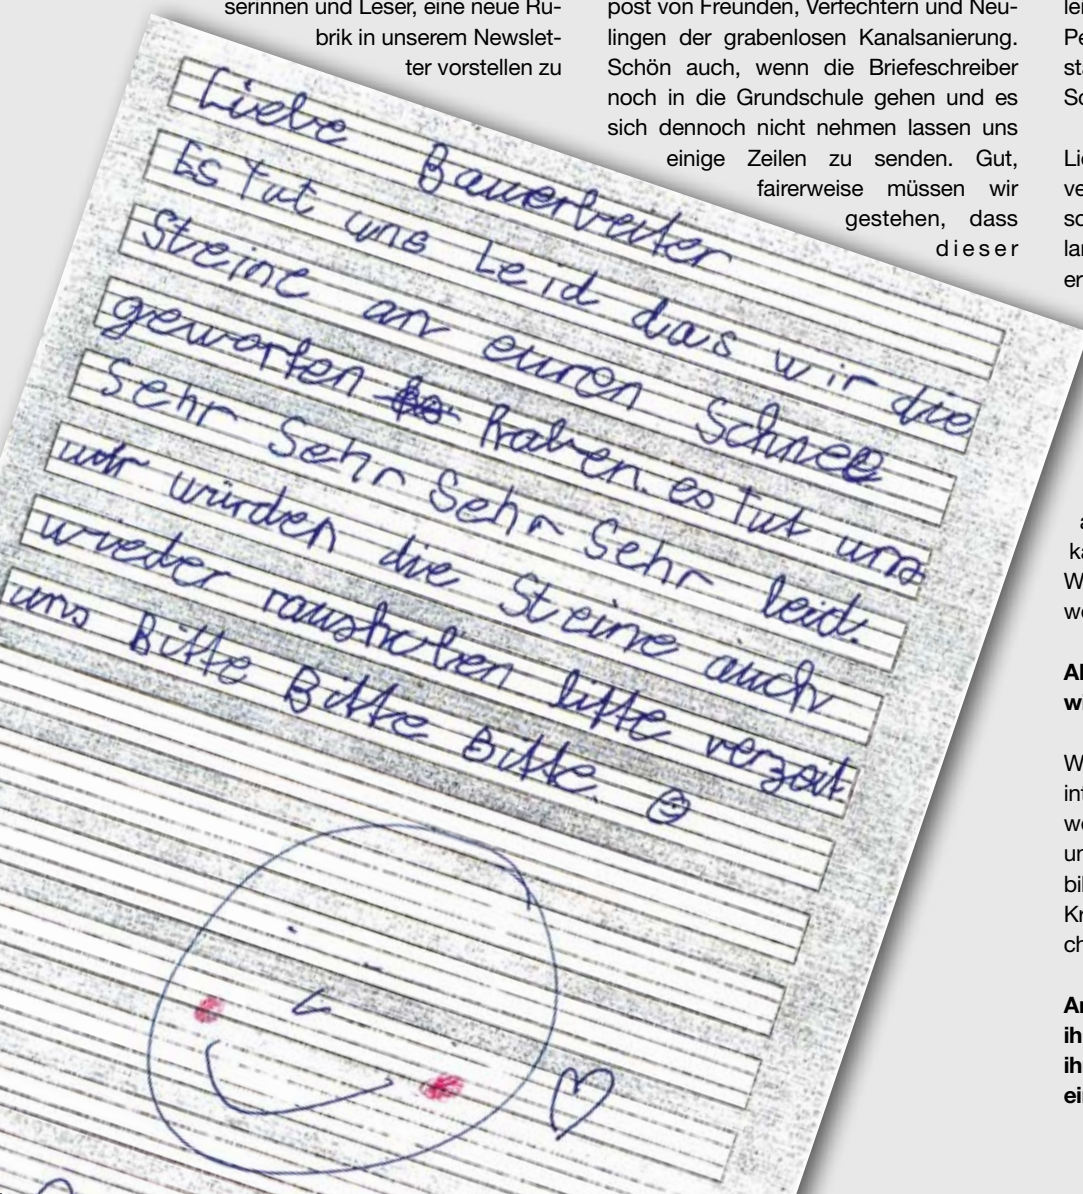 serinnen und Leser, eine neue Ru-
brik in unserem Newslet-
ter vorstellen zu
post von Freunden, Verfechtern und Neu-
lingen der grabenlosen Kanalsanierung.
Schön auch, wenn die Briefeschreiber
noch in die Grundschule gehen und es
sich dennoch nicht nehmen lassen uns
einige Zeilen zu senden. Gut,
fairerweise müssen wir
gestehen, dass
dieser
Liebe Bauerbeiter
Es tut uns Leid das wir die
Steine an euren Schnee
geworfen haben. es tut uns
Sehr Sehr Sehr Sehr leid.
wir würden die Steine auch
wieder rausholen bitte verzeit
uns Bitte Bitte Bitte.